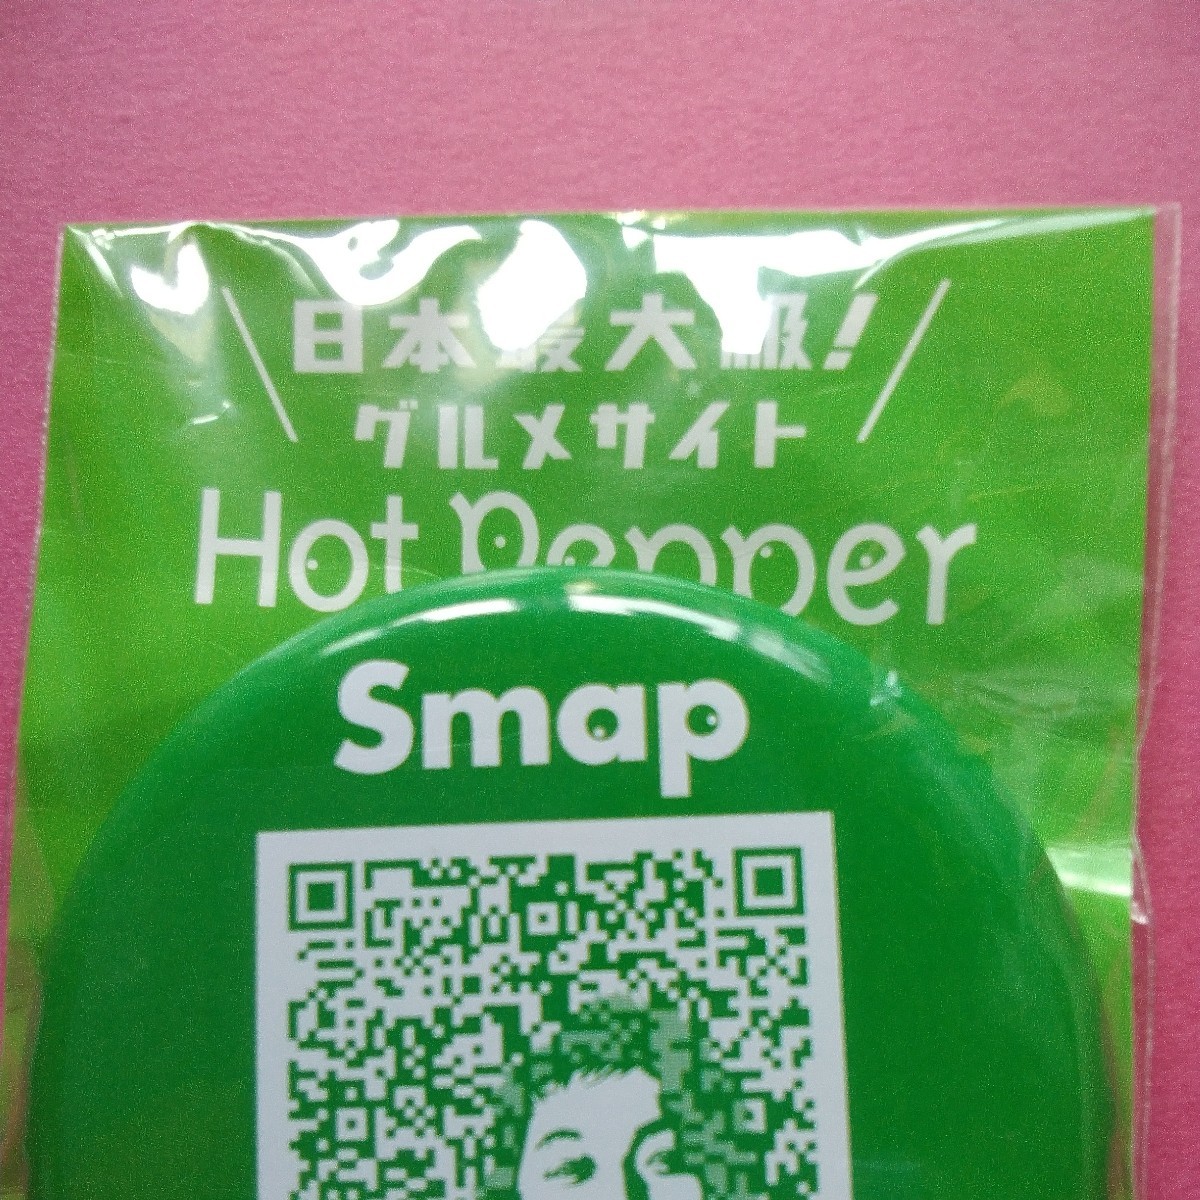 日本最大級!
グルメサイト
Hot Pepper
Smap